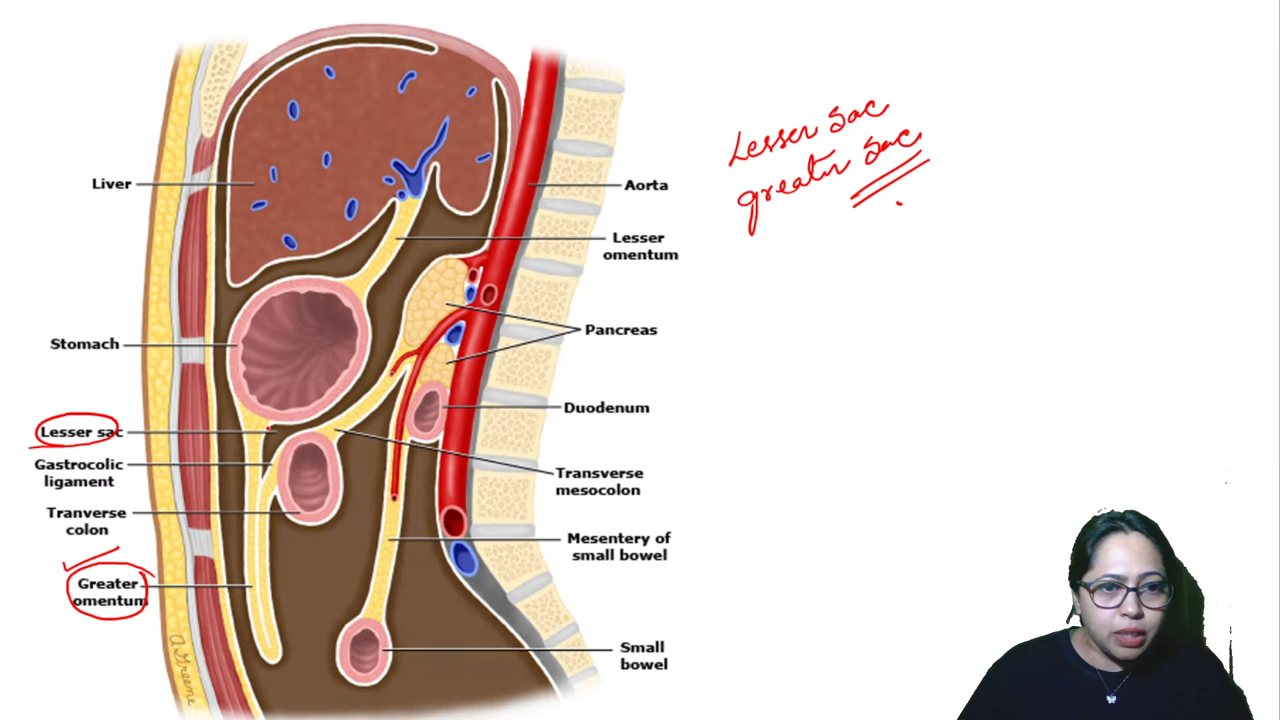 Lesser sac
greater sac
Liver
Aorta
Lesser
omentum
Pancreas
Stomach
Duodenum
Lesser sac
Gastrocolic
ligament
Transverse
mesocolon
Tranverse
colon
Mesentery of
small bowel
Greater
omentum
Small
bowel
A.Greene